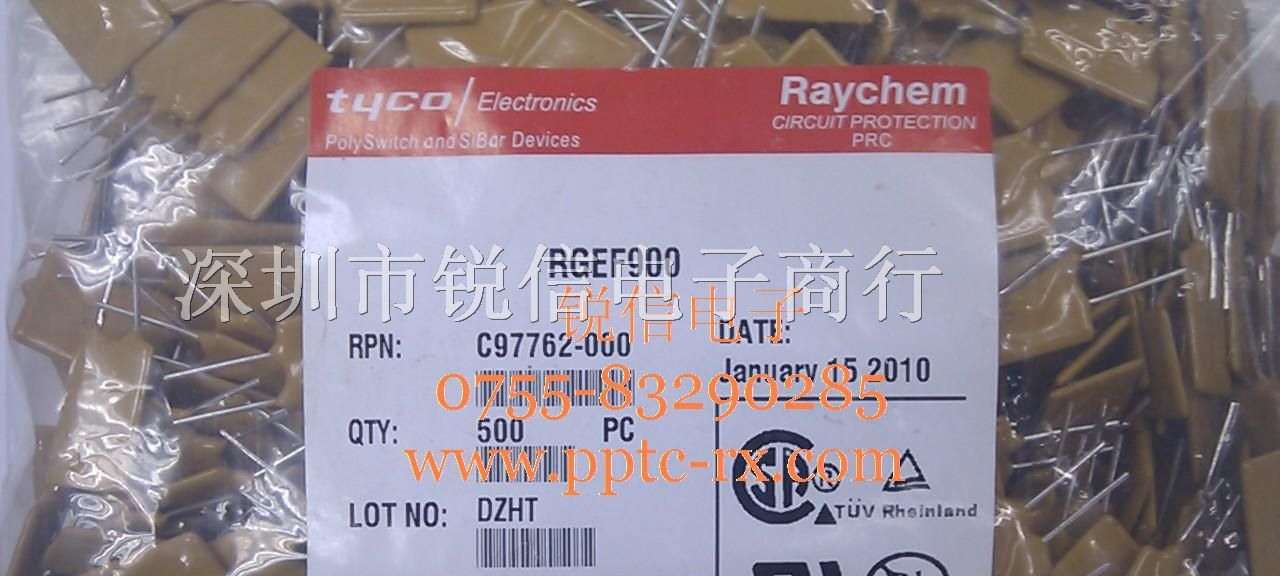 tyco / Electronics
PolySwitch and SiBar Devices
Raychem
CIRCUIT PROTECTION
PRC
RGEF900
深圳市锐信电子商行
锐信电子
RPN: C97762-000
DATE:
January 15 2010
0755-83290285
QTY: 500 PC
www.pptc-rx.com
LOT NO: DZHT
TÜV Rheinland